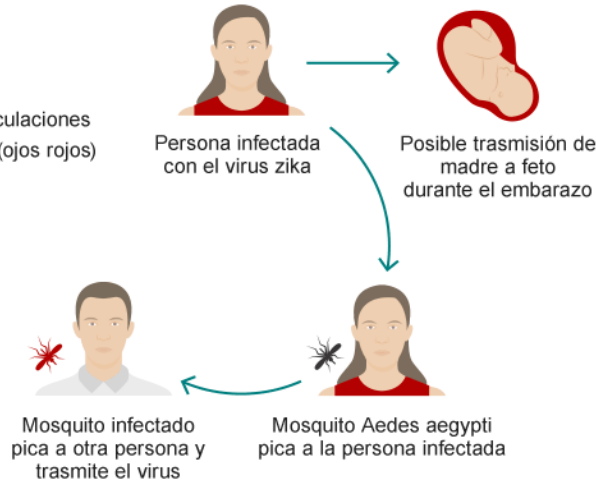 culaciones
(ojos rojos)
Persona infectada
con el virus zika
Posible trasmisión de
madre a feto
durante el embarazo
Mosquito infectado
pica a otra persona y
trasmite el virus
Mosquito Aedes aegypti
pica a la persona infectada